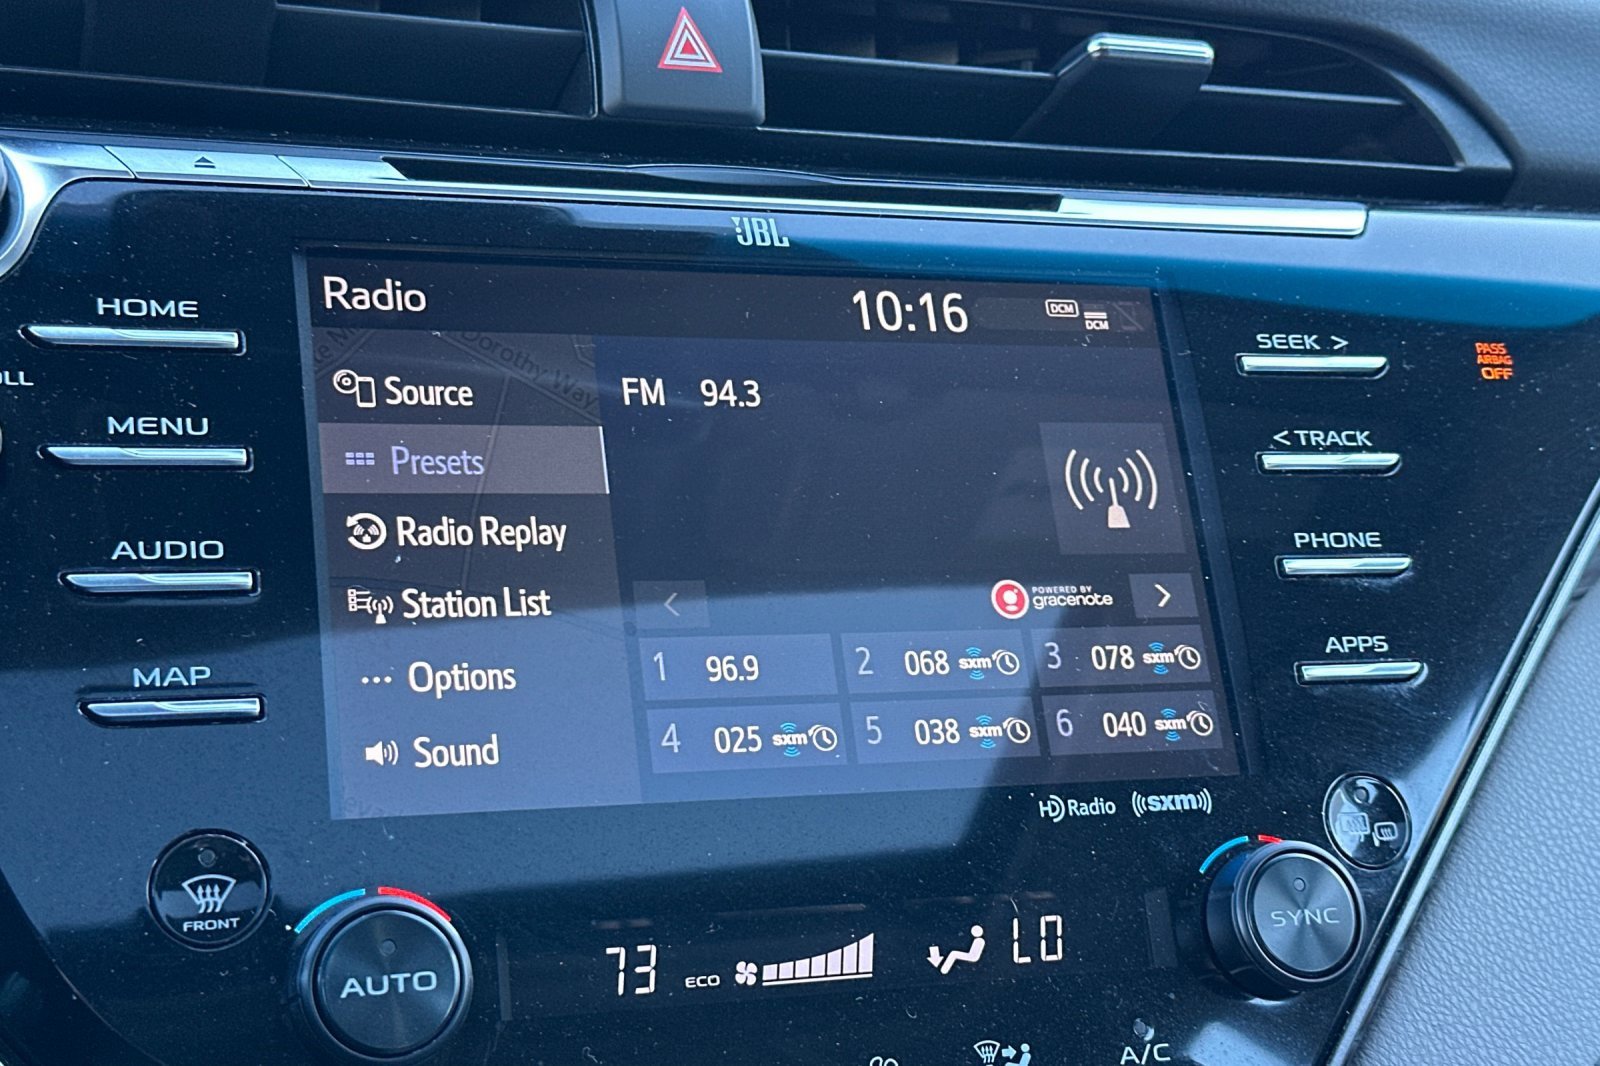 JBL
HOME
MENU
AUDIO
MAP
Radio
10:16
DCM
DCM
Dorothy Way
Source
Presets
Radio Replay
Station List
Options
Sound
FM 94.3
POWERED BY
gracenote
1 96.9
2 068 sxm
3 078 sxm
4 025 sxm
5 038 sxm
6 040 sxm
HD Radio ((sxm))
SEEK >
< TRACK
PHONE
APPS
PASS
AIRBAG
OFF
FRONT
AUTO
73 ECO LO
SYNC
A/C